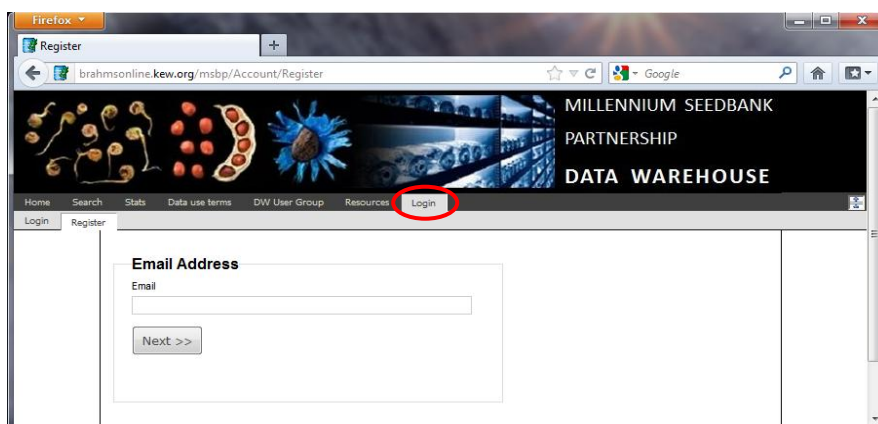 Firefox
Register
brahmsonline.kew.org/msbp/Account/Register
Google
MILLENNIUM SEEDBANK
PARTNERSHIP
DATA WAREHOUSE
Home Search Stats Data use terms DW User Group Resources Login
Login Register
Email Address
Email
Next >>